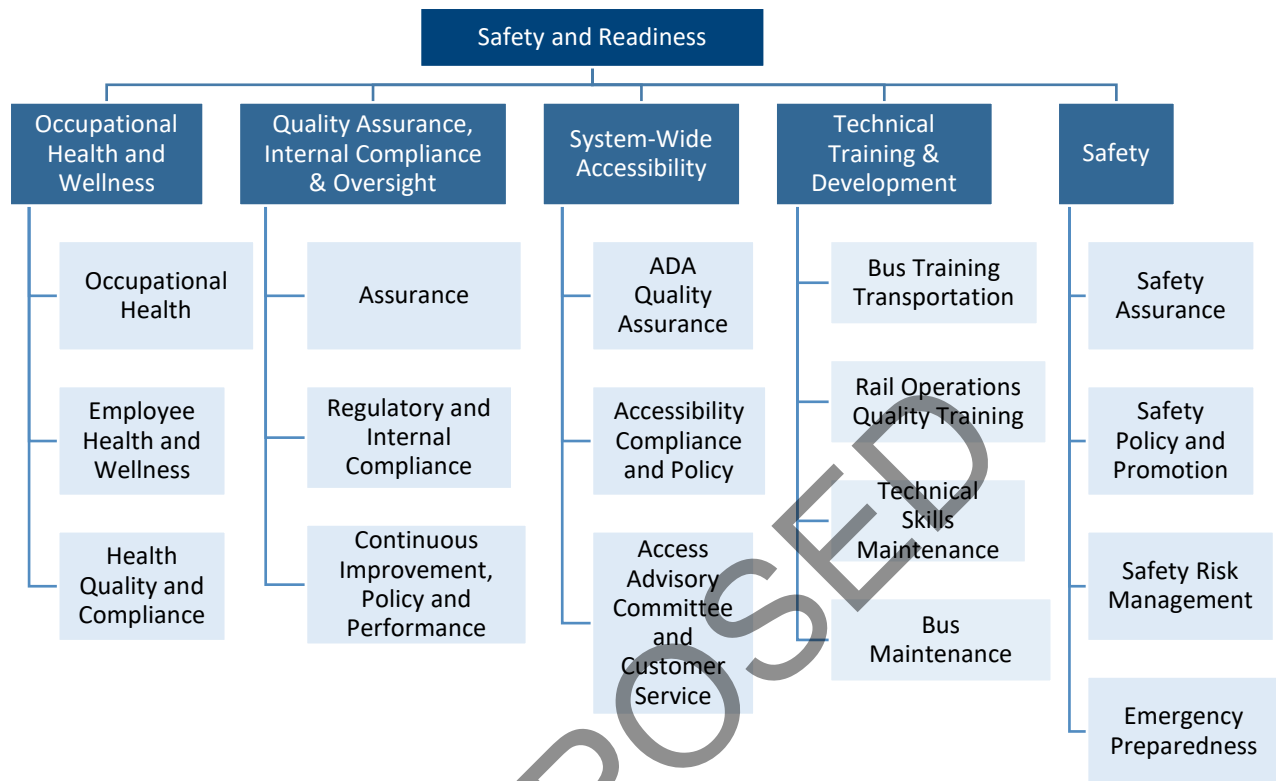 Safety and Readiness
Occupational
Health and
Wellness
Occupational
Health
Employee
Health and
Wellness
Health
Quality and
Compliance
Quality Assurance,
Internal Compliance
& Oversight
Assurance
Regulatory and
Internal
Compliance
Continuous
Improvement,
Policy and
Performance
System-Wide
Accessibility
ADA
Quality
Assurance
Accessibility
Compliance
and Policy
Access
Advisory
Committee
and
Customer
Service
Technical
Training &
Development
Bus Training
Transportation
Rail Operations
Quality Training
Technical
Skills
Maintenance
Bus
Maintenance
Safety
Safety
Assurance
Safety
Policy and
Promotion
Safety Risk
Management
Emergency
Preparedness
POSED